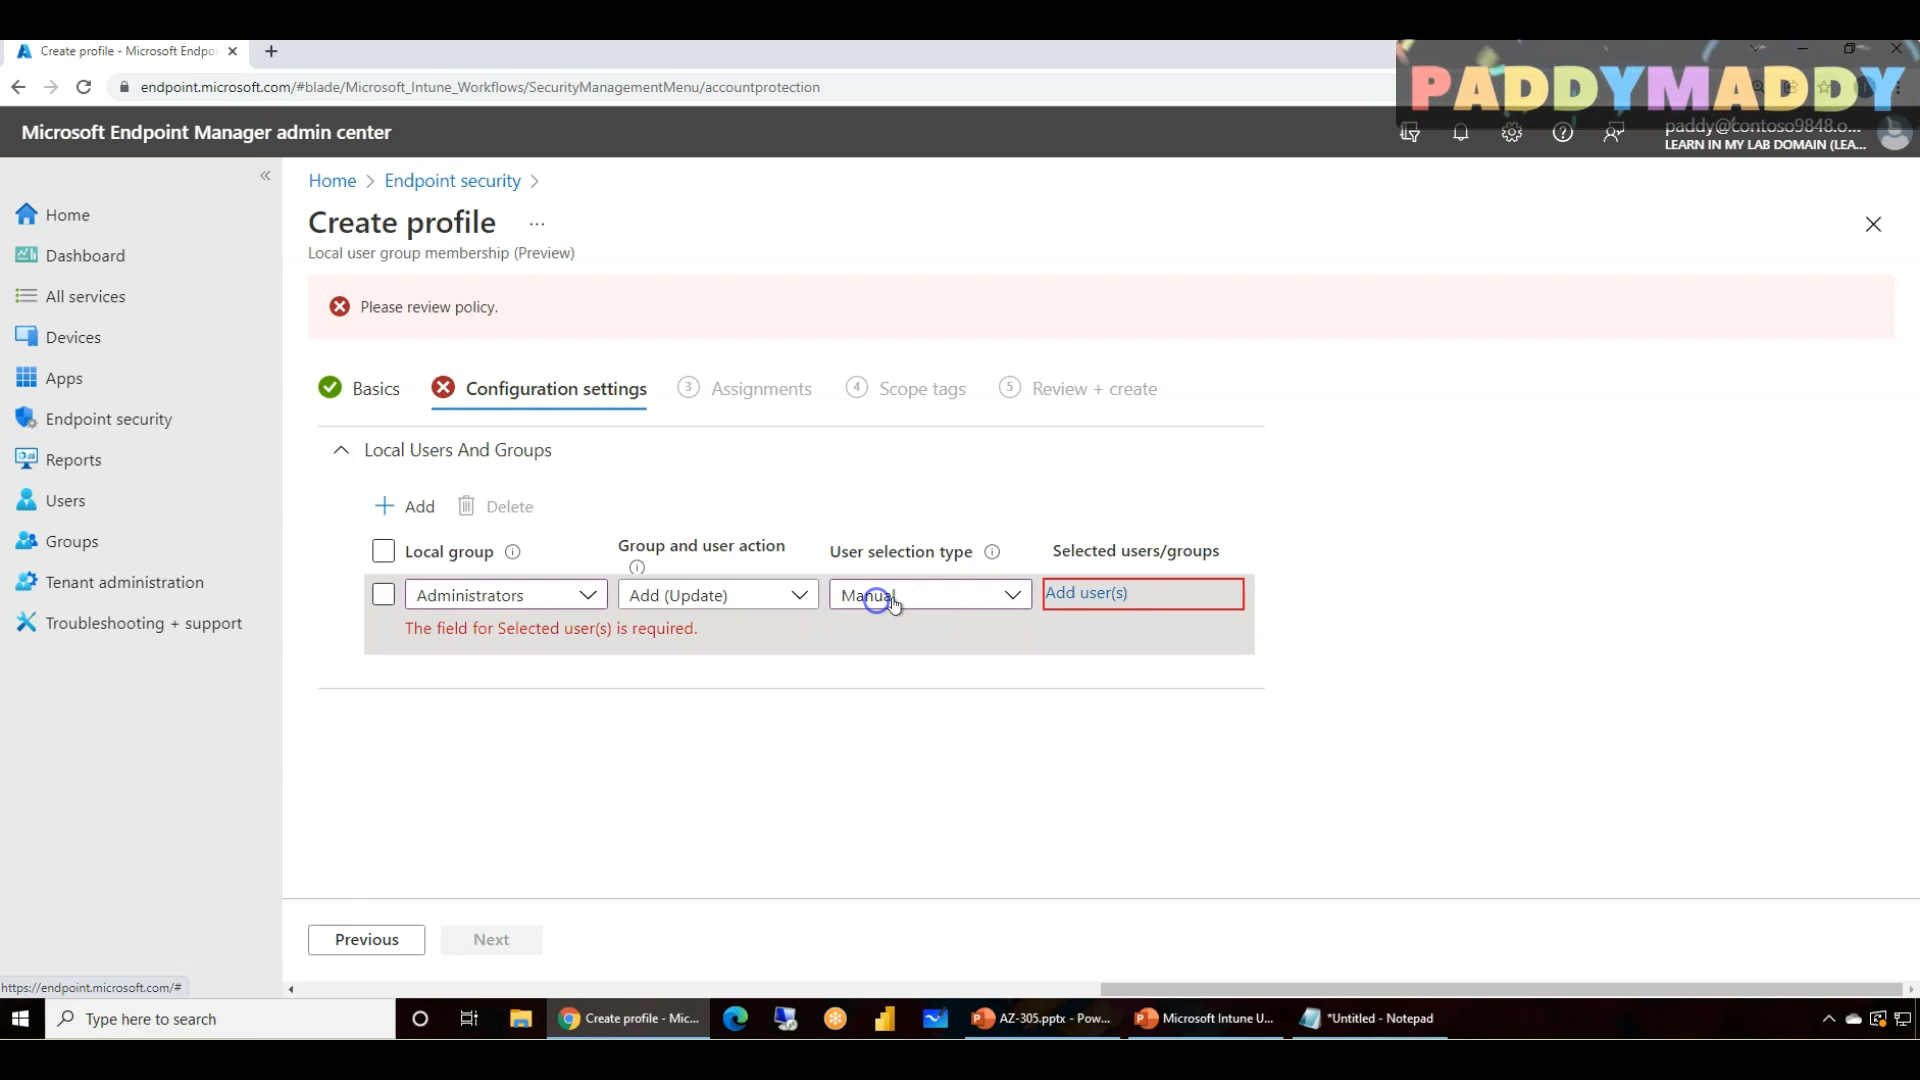 Create profile - Microsoft Endpo
endpoint.microsoft.com/#blade/Microsoft_Intune_Workflows/SecurityManagementMenu/accountprotection
PADDYMADDY
Microsoft Endpoint Manager admin center
paddy@contoso9848.o...
LEARN IN MY LAB DOMAIN (LEA...
Home
Dashboard
All services
Devices
Apps
Endpoint security
Reports
Users
Groups
Tenant administration
Troubleshooting + support
Home > Endpoint security >
Create profile ...
Local user group membership (Preview)
Please review policy.
Basics
Configuration settings
3 Assignments
4 Scope tags
5 Review + create
Local Users And Groups
Add Delete
Local group Group and user action User selection type Selected users/groups
Administrators Add (Update) Manual Add user(s)
The field for Selected user(s) is required.
Previous Next
https://endpoint.microsoft.com/#
Type here to search
Create profile - Mic...
AZ-305.pptx - Pow...
Microsoft Intune U...
*Untitled - Notepad